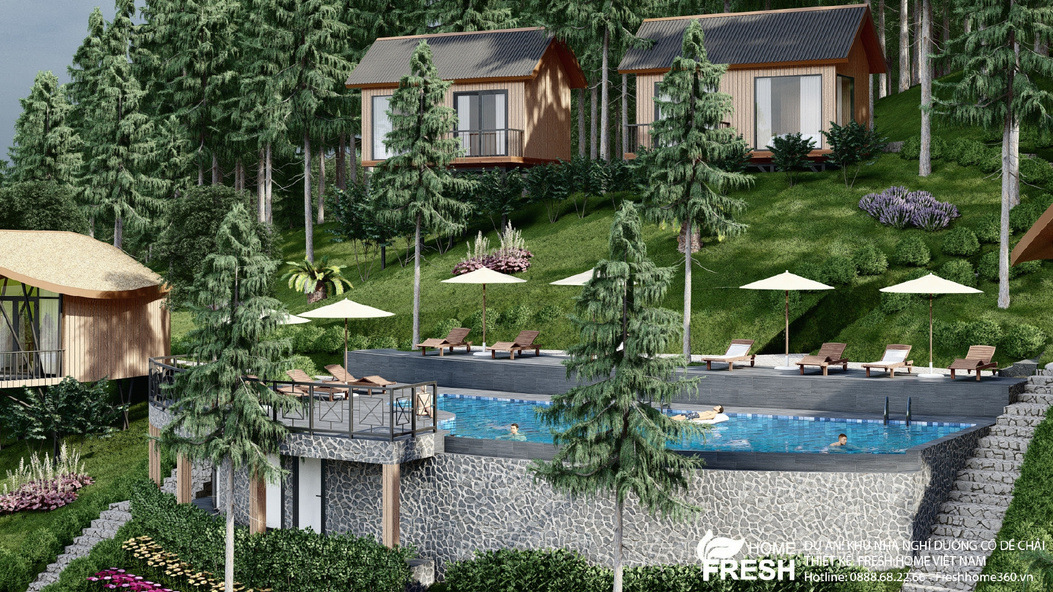 HOME
FRESH
DỰ ÁN: KHU NHÀ NGHỈ DƯỠNG CÔ DÊ CHẢI
THIẾT KẾ: FRESH HOME VIỆT NAM
Hotline: 0888.68.22.66 - Freshhome360.vn